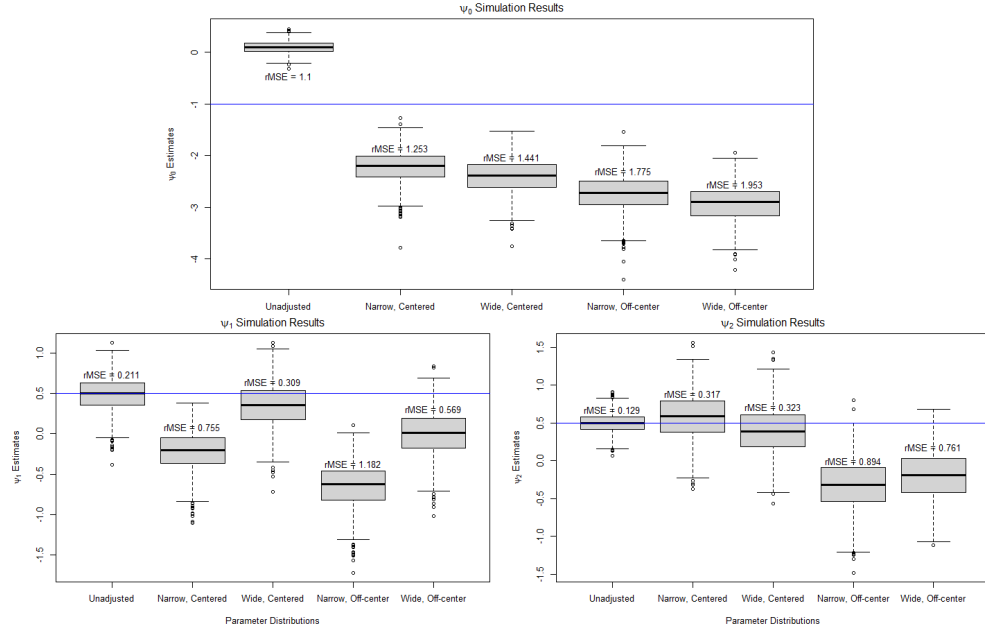 ψ0 Simulation Results
ψ0 Estimates
0
-1
-2
-3
-4
rMSE = 1.1
rMSE = 1.253
rMSE = 1.441
rMSE = 1.775
rMSE = 1.953
Unadjusted
Narrow, Centered
Wide, Centered
Narrow, Off-center
Wide, Off-center
ψ1 Simulation Results
ψ1 Estimates
1.0
0.5
0.0
-0.5
-1.0
-1.5
rMSE = 0.211
rMSE = 0.755
rMSE = 0.309
rMSE = 1.182
rMSE = 0.569
Unadjusted
Narrow, Centered
Wide, Centered
Narrow, Off-center
Wide, Off-center
Parameter Distributions
ψ2 Simulation Results
ψ2 Estimates
1.5
1.0
0.5
0.0
-0.5
-1.0
-1.5
rMSE = 0.129
rMSE = 0.317
rMSE = 0.323
rMSE = 0.894
rMSE = 0.761
Unadjusted
Narrow, Centered
Wide, Centered
Narrow, Off-center
Wide, Off-center
Parameter Distributions